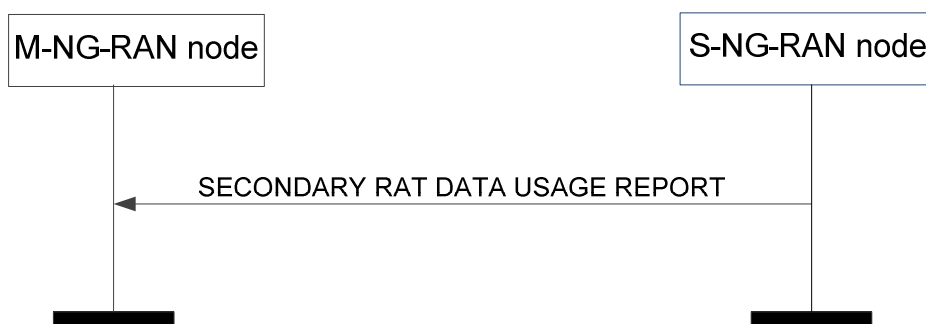 M-NG-RAN node
S-NG-RAN node
SECONDARY RAT DATA USAGE REPORT